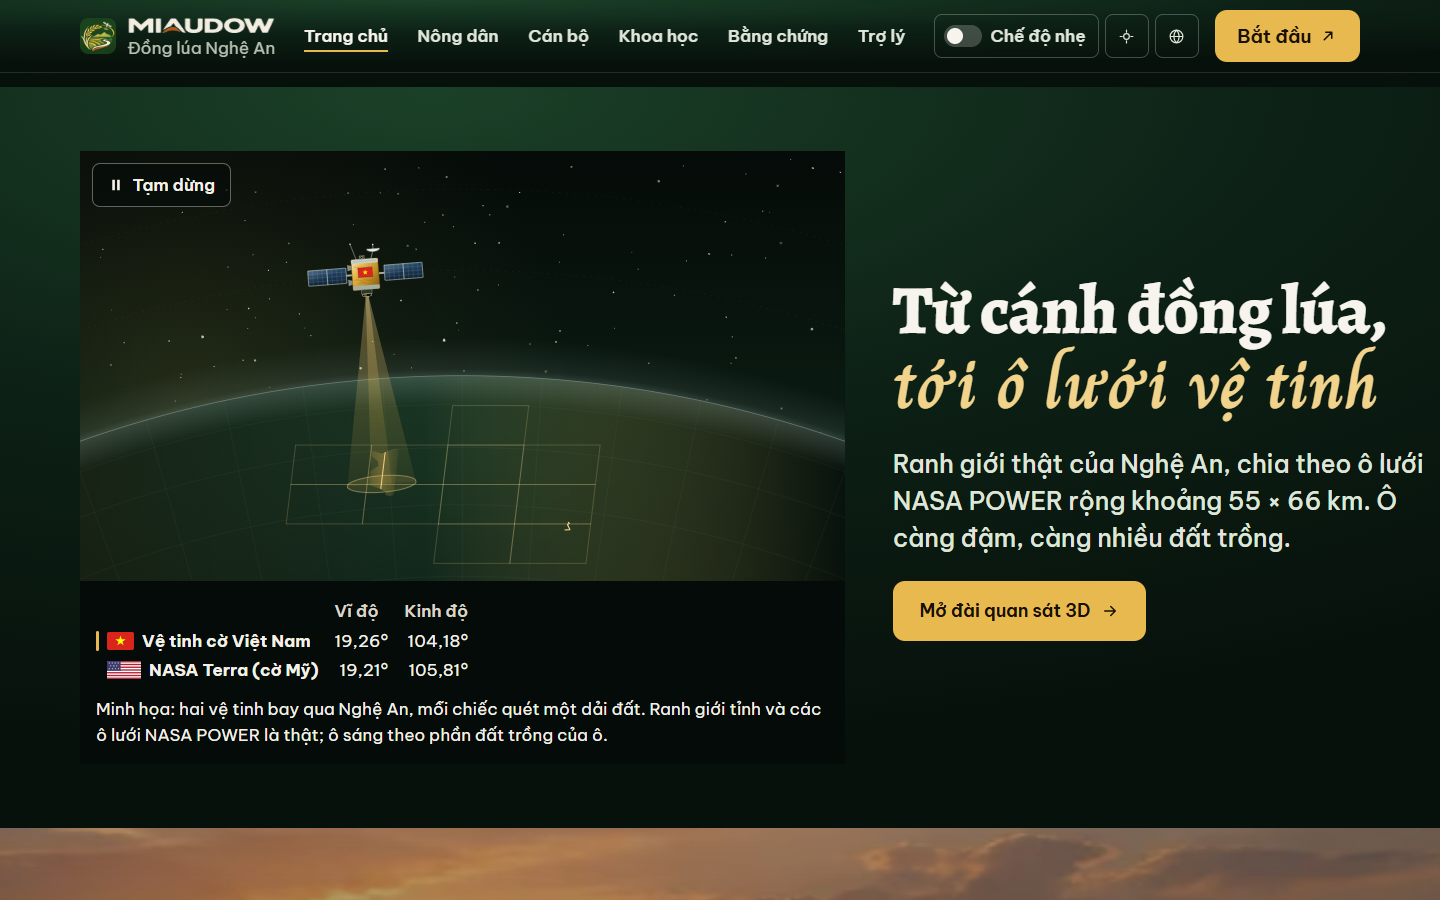 MIAUDOW
Đồng lúa Nghệ An
Trang chủ
Nông dân
Cán bộ
Khoa học
Bằng chứng
Trợ lý
Chế độ nhẹ
Bắt đầu
Tạm dừng
Vĩ độ Kinh độ
Vệ tinh cờ Việt Nam 19,26° 104,18°
NASA Terra (cờ Mỹ) 19,21° 105,81°
Minh họa: hai vệ tinh bay qua Nghệ An, mỗi chiếc quét một dải đất. Ranh giới tỉnh và các
ô lưới NASA POWER là thật; ô sáng theo phần đất trồng của ô.
Từ cánh đồng lúa,
tới ô lưới vệ tinh
Ranh giới thật của Nghệ An, chia theo ô lưới
NASA POWER rộng khoảng 55 × 66 km. Ô
càng đậm, càng nhiều đất trồng.
Mở đài quan sát 3D